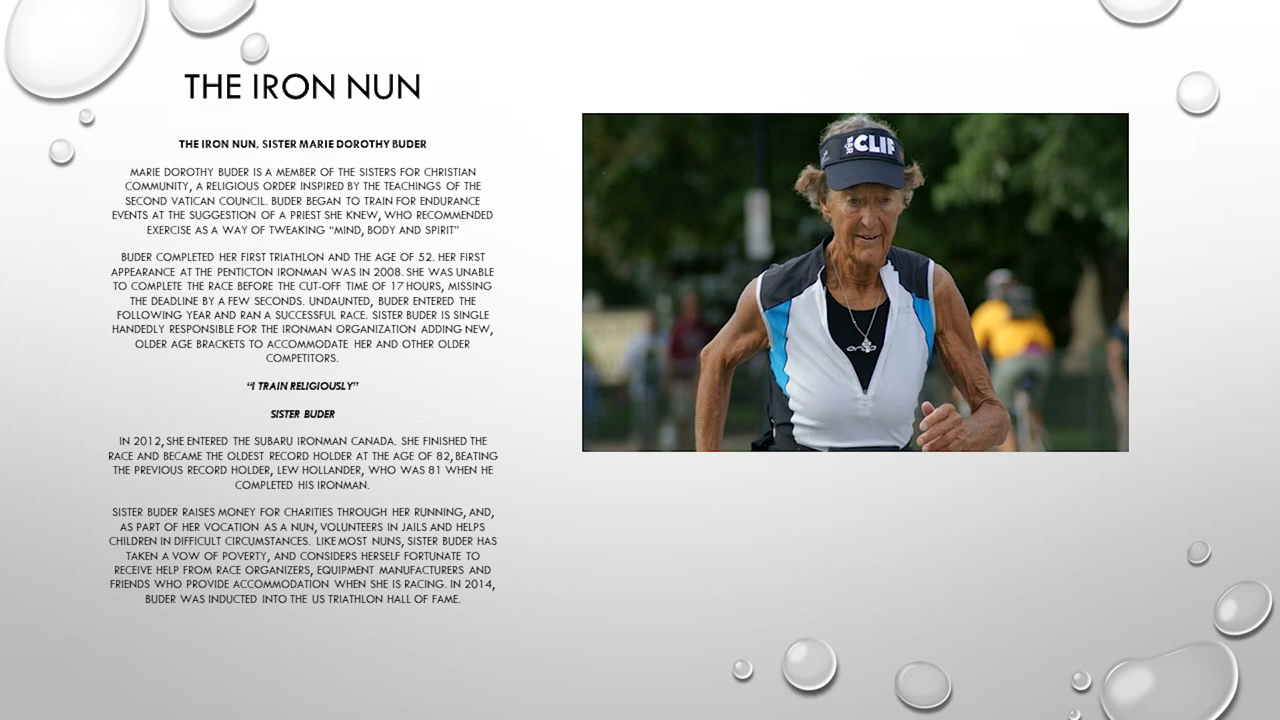 THE IRON NUN
THE IRON NUN, SISTER MARIE DOROTHY BUDER
MARIE DOROTHY BUDER IS A MEMBER OF THE SISTERS FOR CHRISTIAN
COMMUNITY, A RELIGIOUS ORDER INSPIRED BY THE TEACHINGS OF THE
SECOND VATICAN COUNCIL. BUDER BEGAN TO TRAIN FOR ENDURANCE
EVENTS AT THE SUGGESTION OF A PRIEST SHE KNEW, WHO RECOMMENDED
EXERCISE AS A WAY OF TWEAKING “MIND, BODY AND SPIRIT”
BUDER COMPLETED HER FIRST TRIATHLON AND THE AGE OF 52. HER FIRST
APPEARANCE AT THE PENTICTON IRONMAN WAS IN 2008. SHE WAS UNABLE
TO COMPLETE THE RACE BEFORE THE CUT-OFF TIME OF 17 HOURS, MISSING
THE DEADLINE BY A FEW SECONDS. UNDAUNTED, BUDER ENTERED THE
FOLLOWING YEAR AND RAN A SUCCESSFUL RACE. SISTER BUDER IS SINGLE
HANDEDLY RESPONSIBLE FOR THE IRONMAN ORGANIZATION ADDING NEW,
OLDER AGE BRACKETS TO ACCOMMODATE HER AND OTHER OLDER
COMPETITORS.
“I TRAIN RELIGIOUSLY”
SISTER BUDER
IN 2012, SHE ENTERED THE SUBARU IRONMAN CANADA. SHE FINISHED THE
RACE AND BECAME THE OLDEST RECORD HOLDER AT THE AGE OF 82, BEATING
THE PREVIOUS RECORD HOLDER, LEW HOLLANDER, WHO WAS 81 WHEN HE
COMPLETED HIS IRONMAN.
SISTER BUDER RAISES MONEY FOR CHARITIES THROUGH HER RUNNING, AND,
AS PART OF HER VOCATION AS A NUN, VOLUNTEERS IN JAILS AND HELPS
CHILDREN IN DIFFICULT CIRCUMSTANCES. LIKE MOST NUNS, SISTER BUDER HAS
TAKEN A VOW OF POVERTY, AND CONSIDERS HERSELF FORTUNATE TO
RECEIVE HELP FROM RACE ORGANIZERS, EQUIPMENT MANUFACTURERS AND
FRIENDS WHO PROVIDE ACCOMMODATION WHEN SHE IS RACING. IN 2014,
BUDER WAS INDUCTED INTO THE US TRIATHLON HALL OF FAME.
CLIF BAR